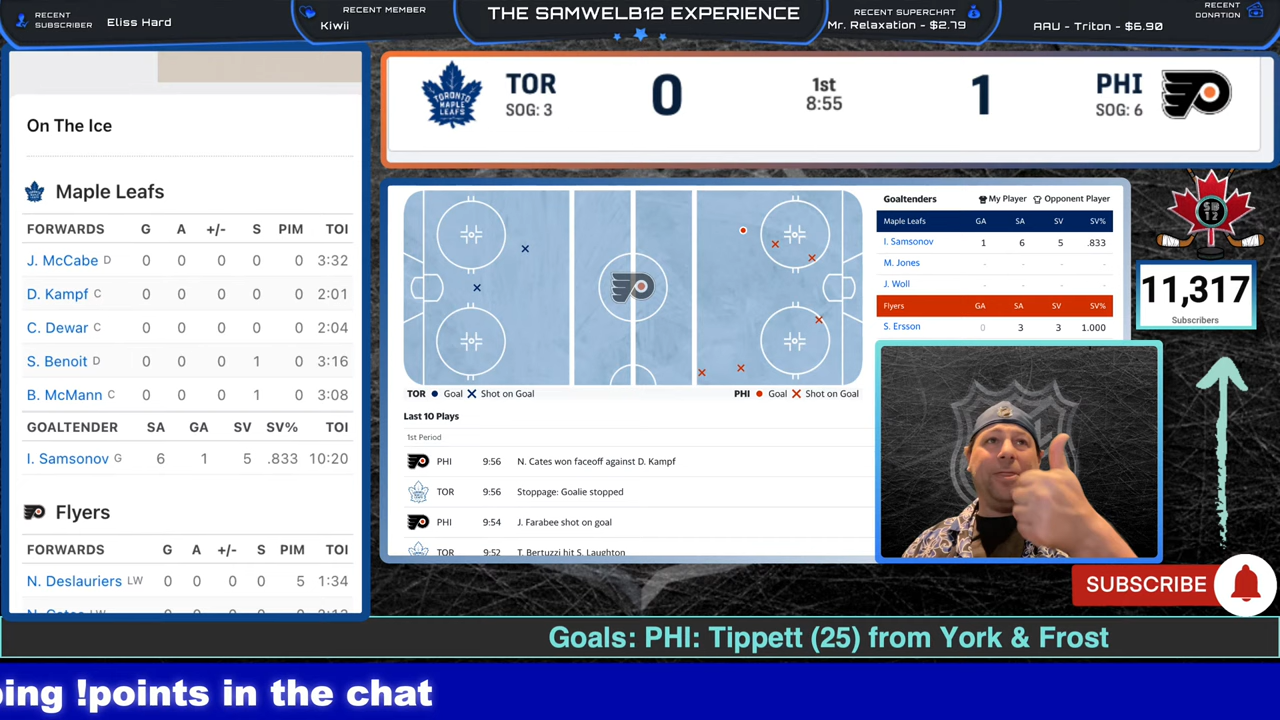 RECENT SUBSCRIBER
Eliss Hard
RECENT MEMBER
Kiwii
THE SAMWELB12 EXPERIENCE
RECENT SUPERCHAT
Mr. Relaxation - $2.79
RECENT DONATION
AAU - Triton - $6.90
On The Ice
Maple Leafs
FORWARDS G A +/- S PIM TOI
J. McCabe D 0 0 0 0 0 3:32
D. Kampf C 0 0 0 0 0 2:01
C. Dewar C 0 0 0 0 0 2:04
S. Benoit D 0 0 0 1 0 3:16
B. McMann C 0 0 0 1 0 3:08
GOALTENDER SA GA SV SV% TOI
I. Samsonov G 6 1 5 .833 10:20
Flyers
FORWARDS G A +/- S PIM TOI
N. Deslauriers LW 0 0 0 0 5 1:34
TORONTO MAPLE LEAFS
TOR
SOG: 3
0
1st
8:55
1
PHI
SOG: 6
TOR Goal Shot on Goal
PHI Goal Shot on Goal
Last 10 Plays
1st Period
PHI 9:56 N. Cates won faceoff against D. Kampf
TOR 9:56 Stoppage: Goalie stopped
PHI 9:54 J. Farabee shot on goal
TOR 9:52 T. Bertuzzi hit S. Laughton
Goaltenders My Player Opponent Player
Maple Leafs GA SA SV SV%
I. Samsonov 1 6 5 .833
M. Jones - - - -
J. Woll - - - -
Flyers GA SA SV SV%
S. Ersson 0 3 3 1.000
SB
12
11,317
Subscribers
SUBSCRIBE
Goals: PHI: Tippett (25) from York & Frost
ping !points in the chat